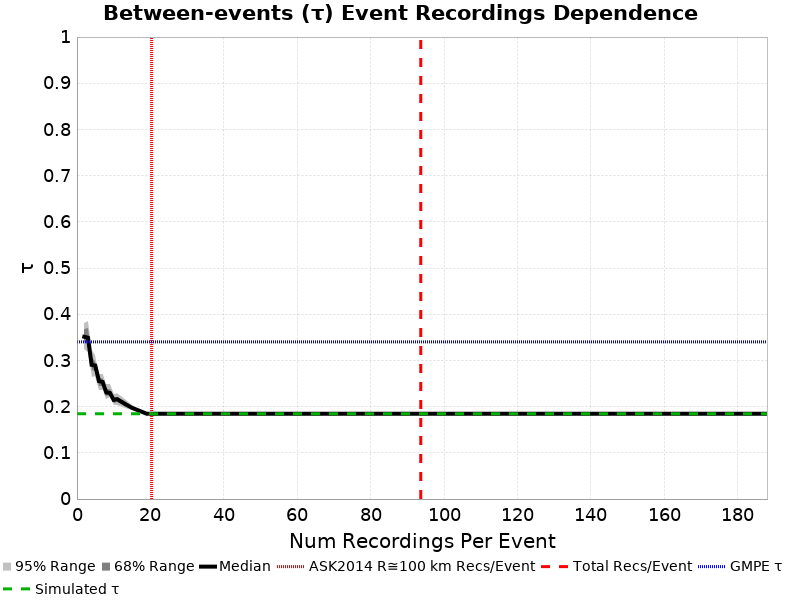 Between-events (τ) Event Recordings Dependence
1
0.9
0.8
0.7
0.6
0.5
0.4
0.3
0.2
0.1
0
τ
0 20 40 60 80 100 120 140 160 180
Num Recordings Per Event
95% Range 68% Range Median ASK2014 R≅100 km Recs/Event Total Recs/Event GMPE τ
Simulated τ